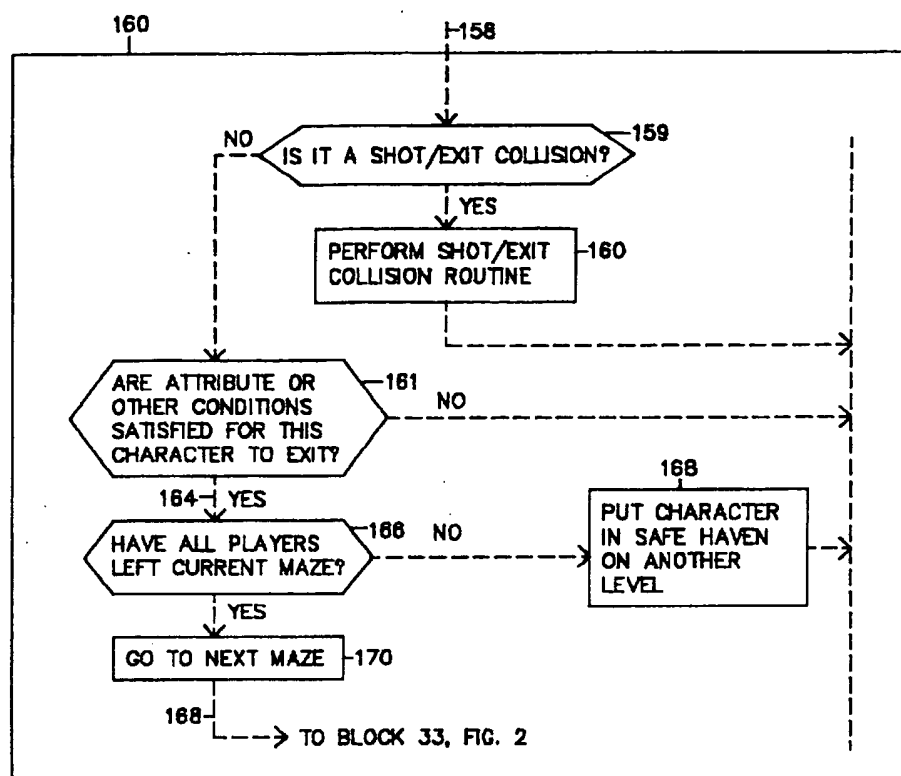 160
158
IS IT A SHOT/EXIT COLLISION?
159
NO
YES
PERFORM SHOT/EXIT
COLLISION ROUTINE
160
ARE ATTRIBUTE OR
OTHER CONDITIONS
SATISFIED FOR THIS
CHARACTER TO EXIT?
161
NO
164
YES
HAVE ALL PLAYERS
LEFT CURRENT MAZE?
166
NO
168
PUT CHARACTER
IN SAFE HAVEN
ON ANOTHER
LEVEL
YES
GO TO NEXT MAZE
170
168
TO BLOCK 33, FIG. 2